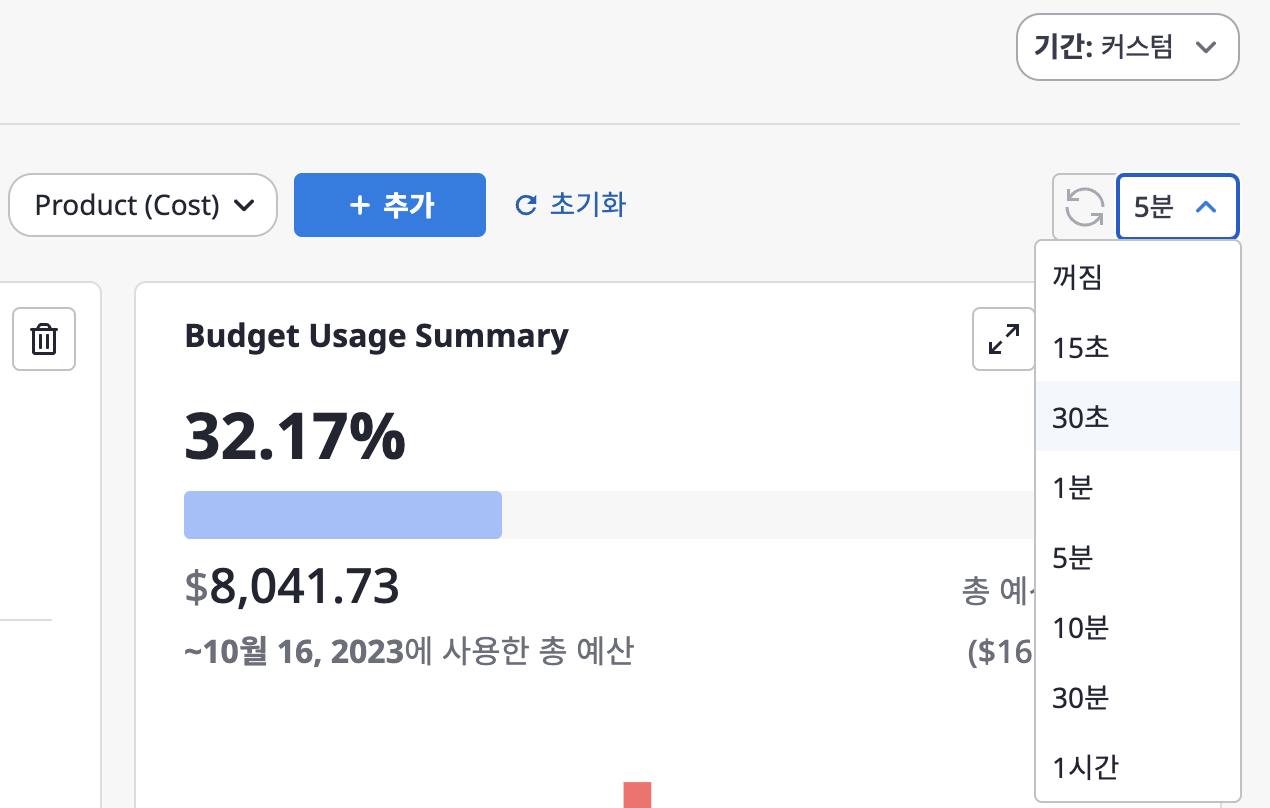 기간: 커스텀
Product (Cost)
+ 추가
초기화
5분
꺼짐
15초
30초
1분
5분
10분
30분
1시간
Budget Usage Summary
32.17%
$8,041.73
총
~10월 16, 2023에 사용한 총 예산
($16